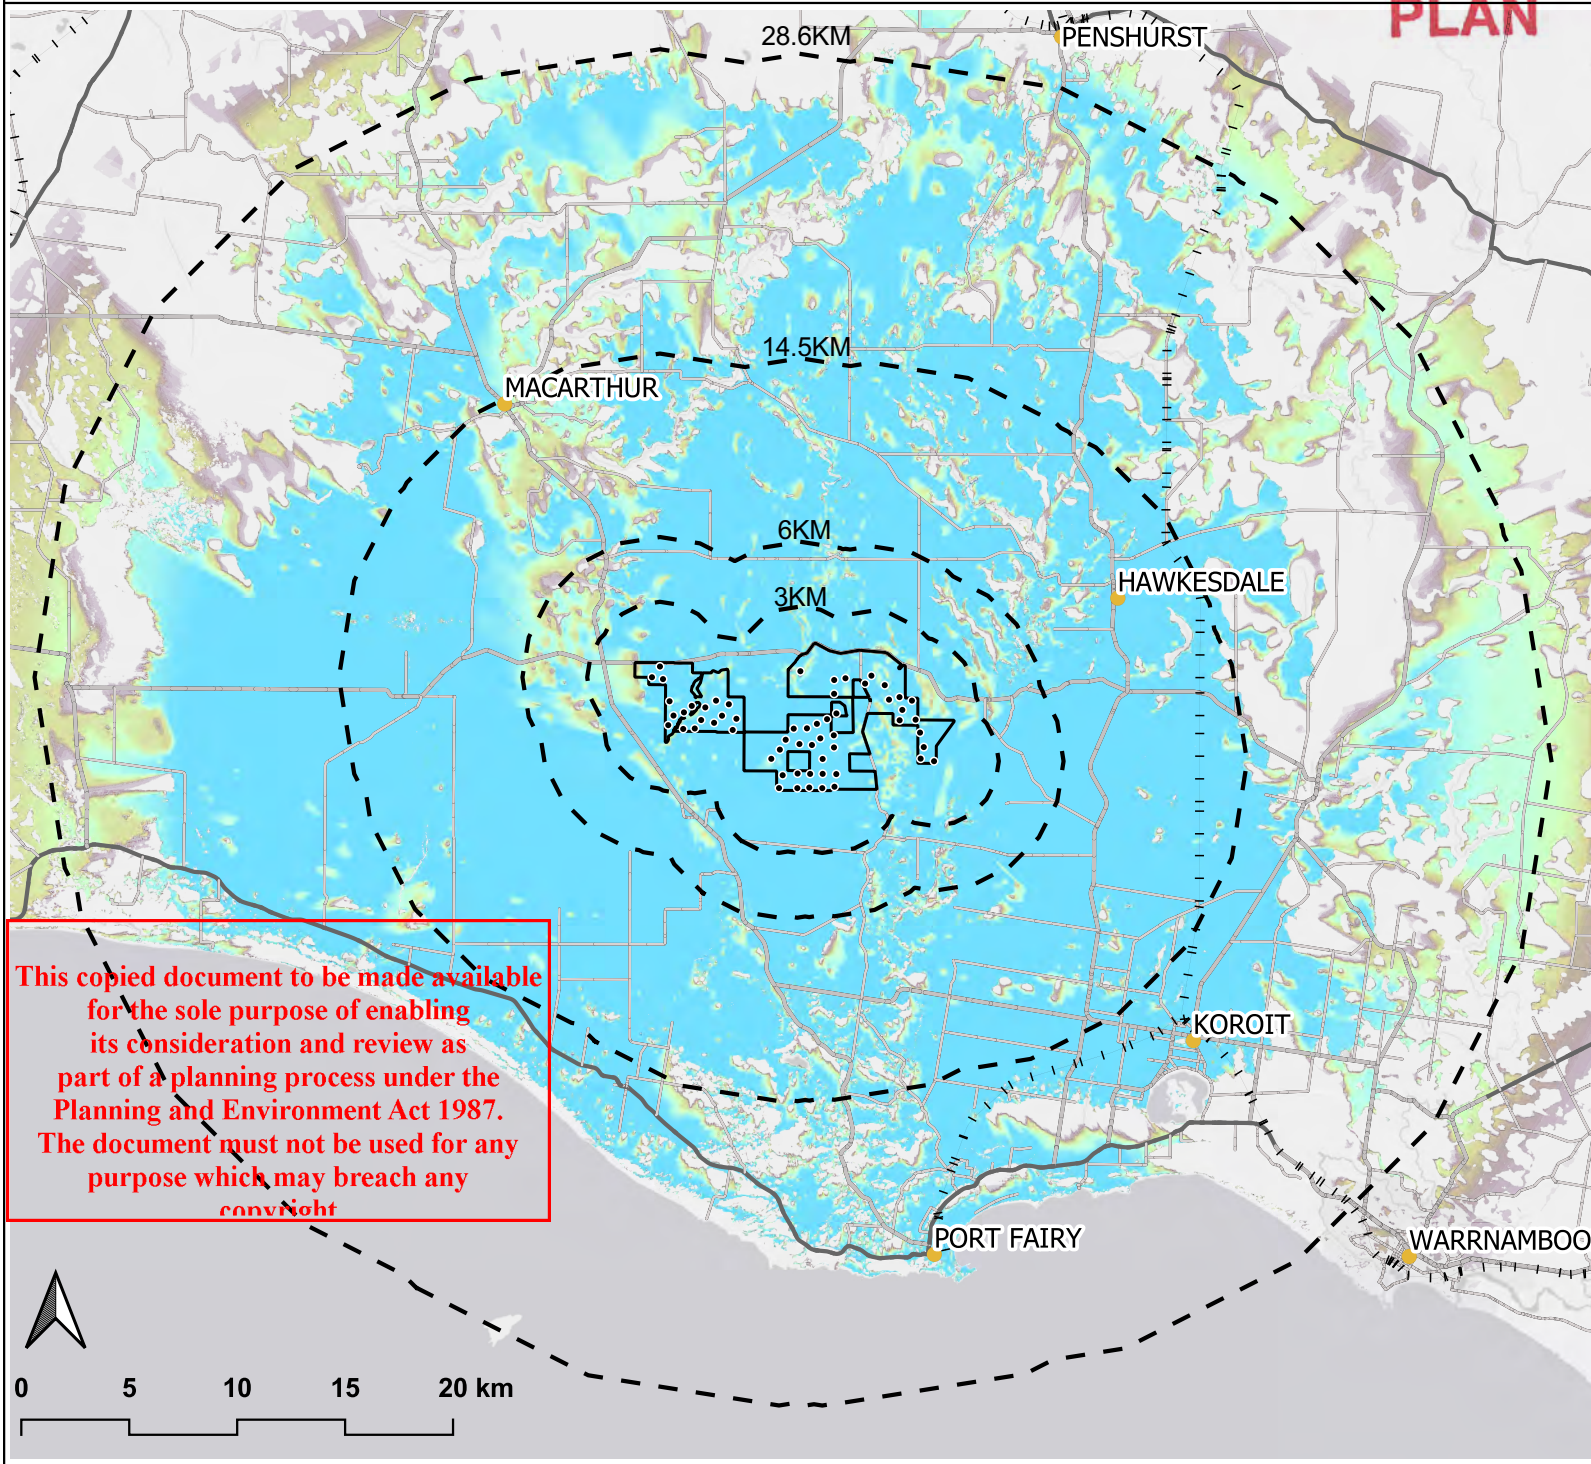 PLAN
28.6KM
PENSHURST
14.5KM
MACARTHUR
6KM
HAWKESDALE
3KM
This copied document to be made available
for the sole purpose of enabling
its consideration and review as
part of a planning process under the
Planning and Environment Act 1987.
The document must not be used for any
purpose which may breach any
copyright
KOROIT
PORT FAIRY
WARRNAMBOO
0 5 10 15 20 km